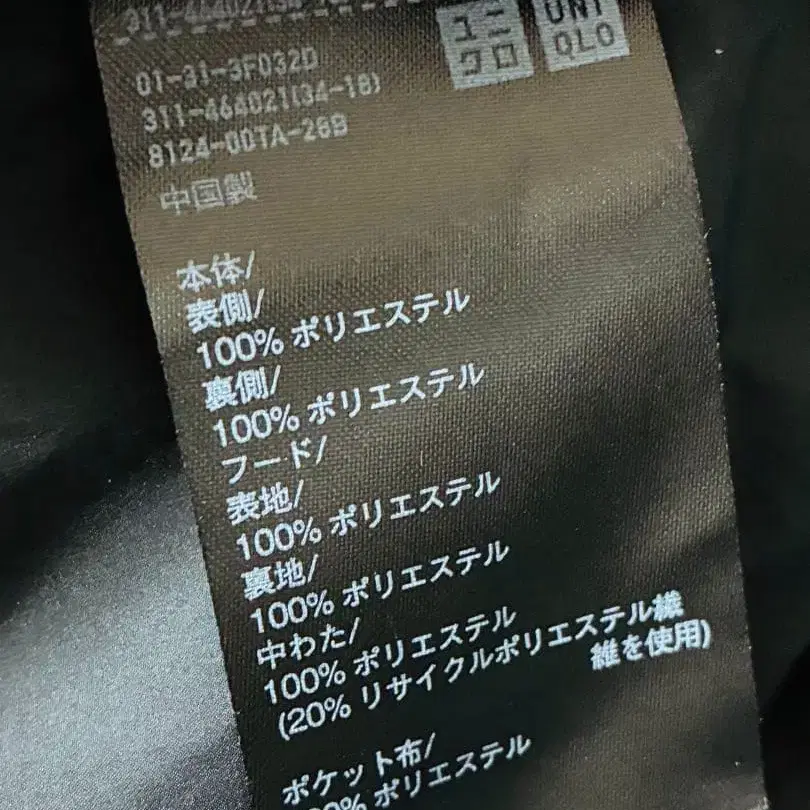 ユニクロ
UNIQLO
01-31-3F032D
311-464021(34-18)
8124-00TA-26B
中国製
本体/
表側/
100% ポリエステル
裏側/
100% ポリエステル
フード/
表地/
100% ポリエステル
裏地/
100% ポリエステル
中わた/
100% ポリエステル
(20% リサイクルポリエステル繊
維を使用)
ポケット布/
ポリエステル